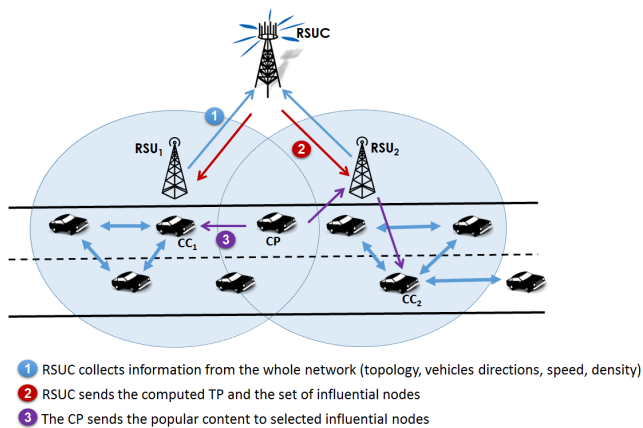 RSUC
1
RSU1
2
RSU2
CC1
3
CP
CC2
1 RSUC collects information from the whole network (topology, vehicles directions, speed, density)
2 RSUC sends the computed TP and the set of influential nodes
3 The CP sends the popular content to selected influential nodes